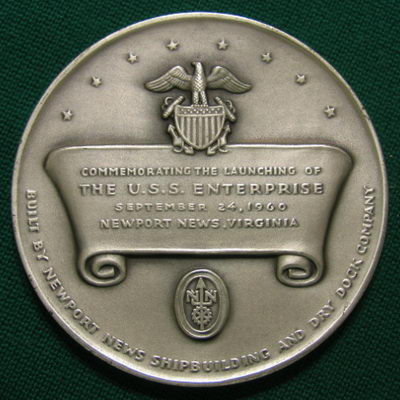 COMMEMORATING THE LAUNCHING OF
THE U.S.S. ENTERPRISE
SEPTEMBER 24, 1960
NEWPORT NEWS, VIRGINIA
NN
BUILT BY NEWPORT NEWS SHIPBUILDING AND DRY DOCK COMPANY